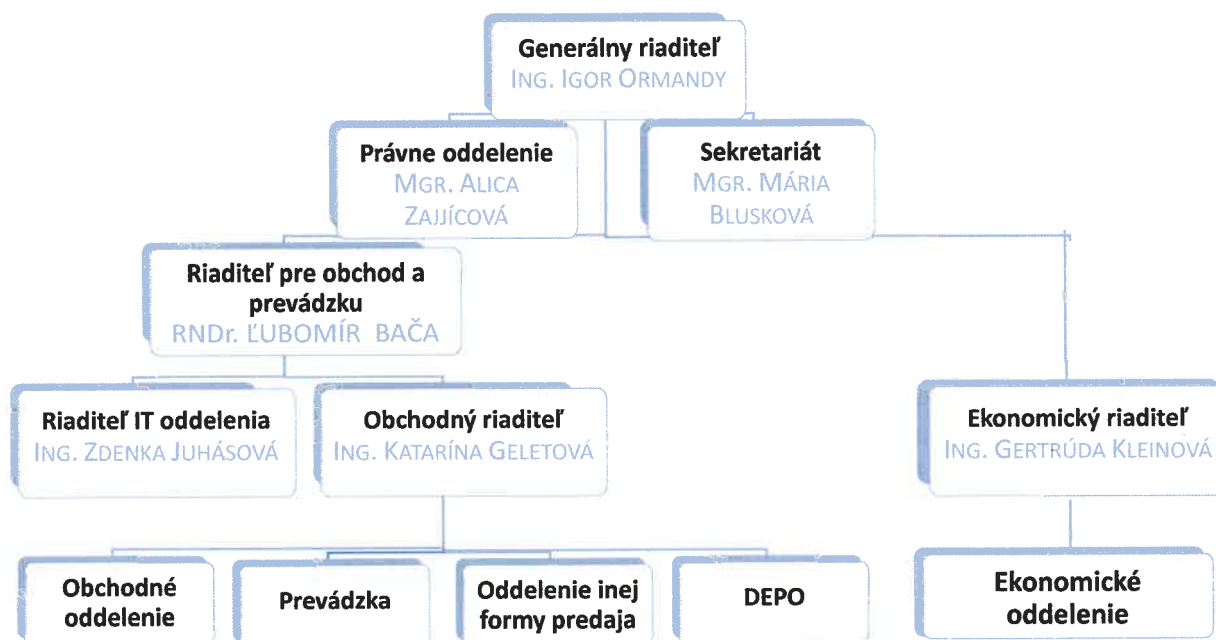 Generálny riaditeľ
ING. IGOR ORMANDY
Právne oddelenie
MGR. ALICA
ZAJJÍCOVÁ
Sekretariát
MGR. MÁRIA
BLUSKOVÁ
Riaditeľ pre obchod a
prevádzku
RNDr. ĽUBOMÍR BAČA
Riaditeľ IT oddelenia
ING. ZDENKA JUHÁSOVÁ
Obchodný riaditeľ
ING. KATARÍNA GELETOVÁ
Ekonomický riaditeľ
ING. GERTRÚDA KLEINOVÁ
Obchodné
oddelenie
Prevádzka
Oddelenie inej
formy predaja
DEPO
Ekonomické
oddelenie